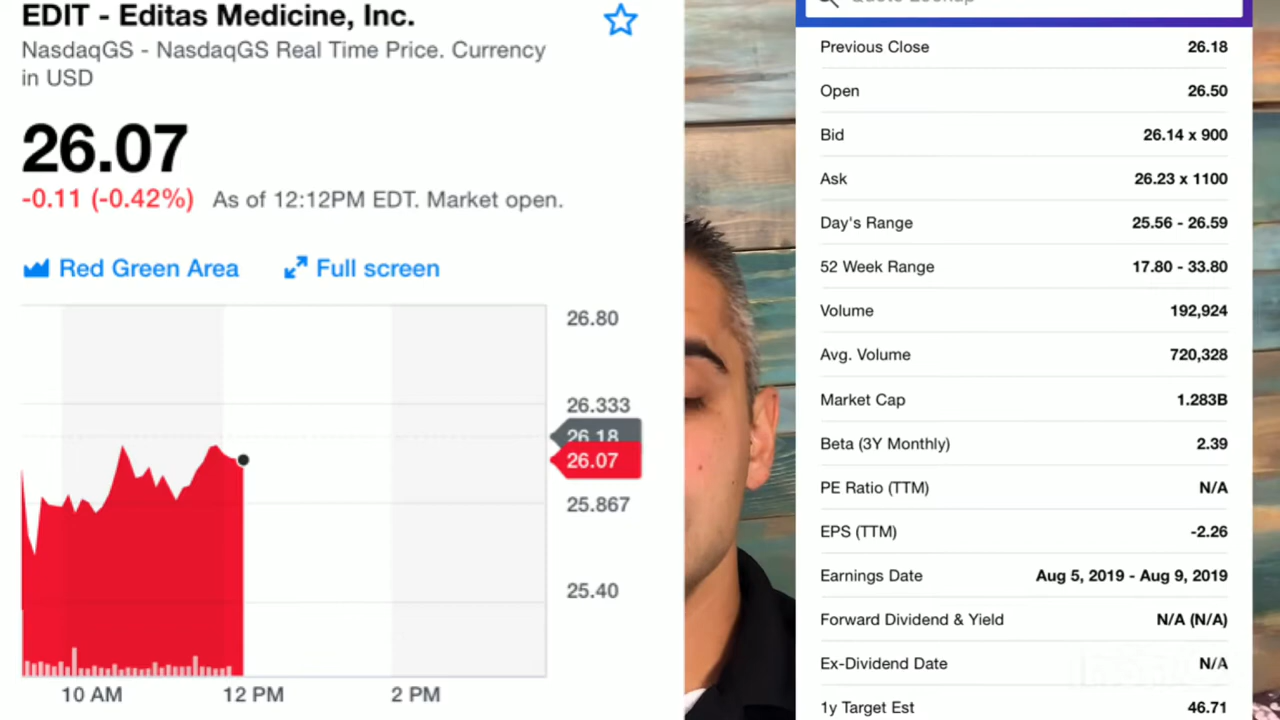 EDIT - Editas Medicine, Inc.
NasdaqGS - NasdaqGS Real Time Price. Currency
in USD
26.07
-0.11 (-0.42%) As of 12:12PM EDT. Market open.
Red Green Area Full screen
26.80
26.333
26.18
26.07
25.867
25.40
10 AM 12 PM 2 PM
Quote Lookup
Previous Close 26.18
Open 26.50
Bid 26.14 x 900
Ask 26.23 x 1100
Day's Range 25.56 - 26.59
52 Week Range 17.80 - 33.80
Volume 192,924
Avg. Volume 720,328
Market Cap 1.283B
Beta (3Y Monthly) 2.39
PE Ratio (TTM) N/A
EPS (TTM) -2.26
Earnings Date Aug 5, 2019 - Aug 9, 2019
Forward Dividend & Yield N/A (N/A)
Ex-Dividend Date N/A
1y Target Est 46.71